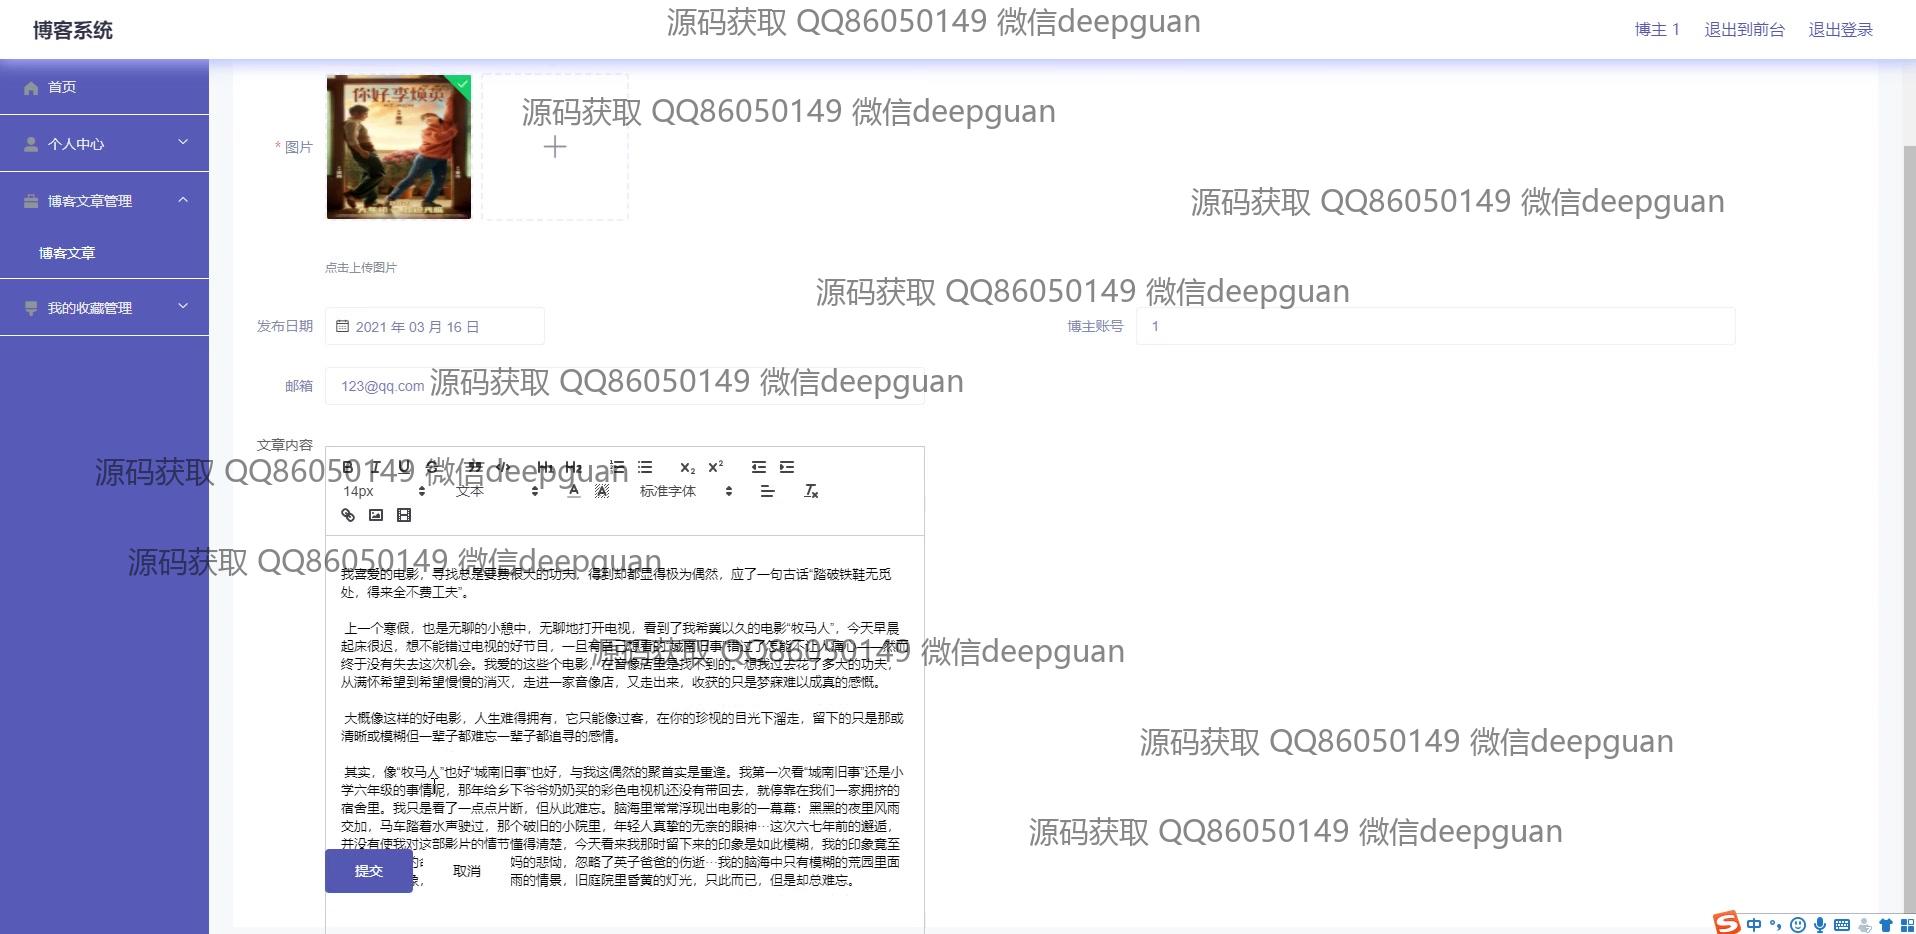 博客系统
源码获取 QQ86050149 微信deepguan
博主 1
退出到前台
退出登录
首页
个人中心
博客文章管理
博客文章
我的收藏管理
* 图片
你好,李焕英
源码获取 QQ86050149 微信deepguan
源码获取 QQ86050149 微信deepguan
点击上传图片
源码获取 QQ86050149 微信deepguan
发布日期
2021 年 03 月 16 日
博主账号
1
邮箱
123@qq.com
源码获取 QQ86050149 微信deepguan
文章内容
源码获取 QQ86050149 微信deepguan
14px
文本
标准字体
源码获取 QQ86050149 微信deepguan
我喜爱的电影，寻找总是要费很大的功夫，得到却都显得极为偶然，应了一句古话“踏破铁鞋无觅
处，得来全不费工夫”。
上一个寒假，也是无聊的小憩中，无聊地打开电视，看到了我希冀以久的电影“牧马人”，今天早晨
起床很迟，想不能错过电视的好节目，一旦有自己想看的“城南旧事”错过了怎能不让人痛心——然而
终于没有失去这次机会。我爱的这些个电影，在音像店里是找不到的。想我过去花了多大的功夫，
从满怀希望到希望慢慢的消灭，走进一家音像店，又走出来，收获的只是梦寐难以成真的感慨。
源码获取 QQ86050149 微信deepguan
大概像这样的好电影，人生难得拥有，它只能像过客，在你的珍视的目光下溜走，留下的只是那或
清晰或模糊但一辈子都难忘一辈子都追寻的感情。
源码获取 QQ86050149 微信deepguan
其实，像“牧马人”也好“城南旧事”也好，与我这偶然的聚首实是重逢。我第一次看“城南旧事”还是小
学六年级的事情呢，那年给乡下爷爷奶奶买的彩色电视机还没有带回去，就停靠在我们一家拥挤的
宿舍里。我只是看了一点点片断，但从此难忘。脑海里常常浮现出电影的一幕幕：黑黑的夜里风雨
交加，马车踏着水声驶过，那个破旧的小院里，年轻人真挚的无奈的眼神…这次六七年前的邂逅，
源码获取 QQ86050149 微信deepguan
并没有使我对这部影片的情节懂得清楚，今天看来我那时留下来的印象是如此模糊，我的印象竟至
妈的悲恸，忽略了英子爸爸的伤逝…我的脑海中只有模糊的荒园里面
雨的情景，旧庭院里昏黄的灯光，只此而已，但是却总难忘。
提交
取消
中